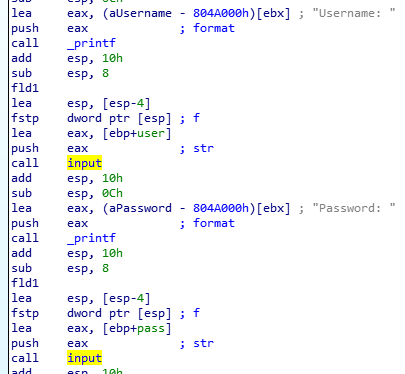 lea eax, (aUsername - 804A000h)[ebx] ; "Username: "
push eax ; format
call _printf
add esp, 10h
sub esp, 8
fld1
lea esp, [esp-4]
fstp dword ptr [esp] ; f
lea eax, [ebp+user]
push eax ; str
call input
add esp, 10h
sub esp, 0Ch
lea eax, (aPassword - 804A000h)[ebx] ; "Password: "
push eax ; format
call _printf
add esp, 10h
sub esp, 8
fld1
lea esp, [esp-4]
fstp dword ptr [esp] ; f
lea eax, [ebp+pass]
push eax ; str
call input
add esp, 10h